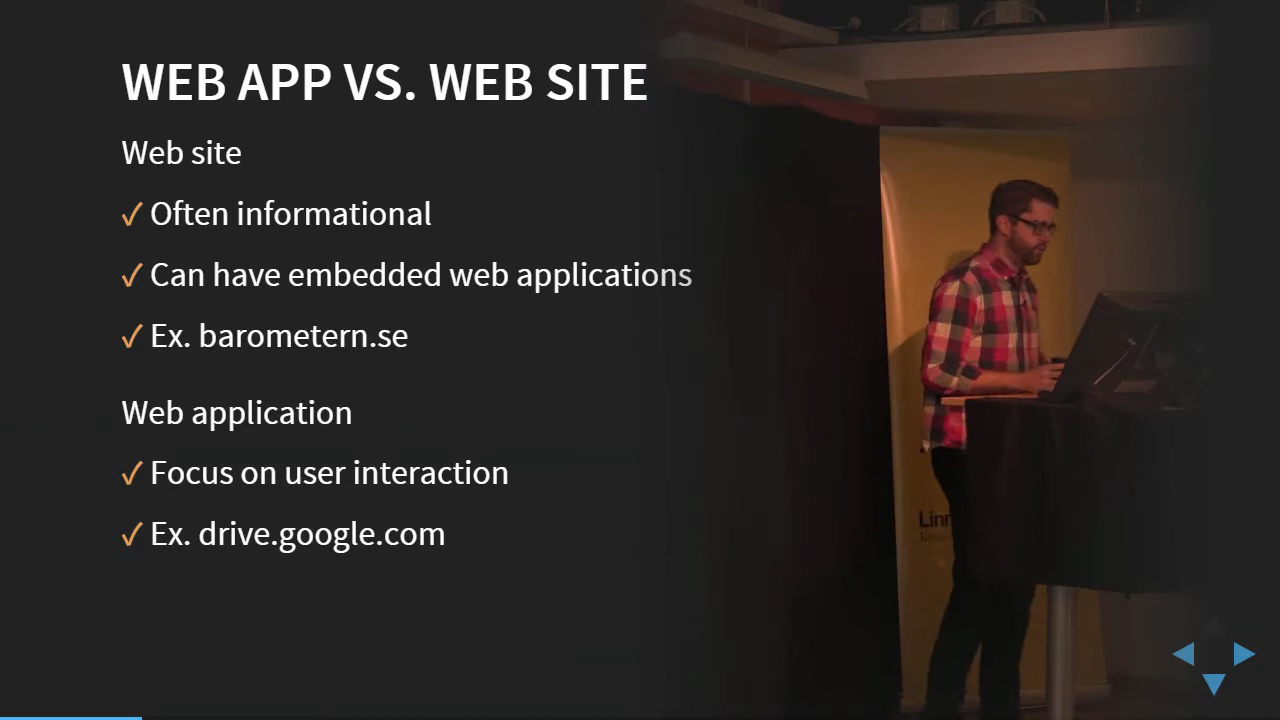 WEB APP VS. WEB SITE
Web site
✓ Often informational
✓ Can have embedded web applications
✓ Ex. barometern.se
Web application
✓ Focus on user interaction
✓ Ex. drive.google.com